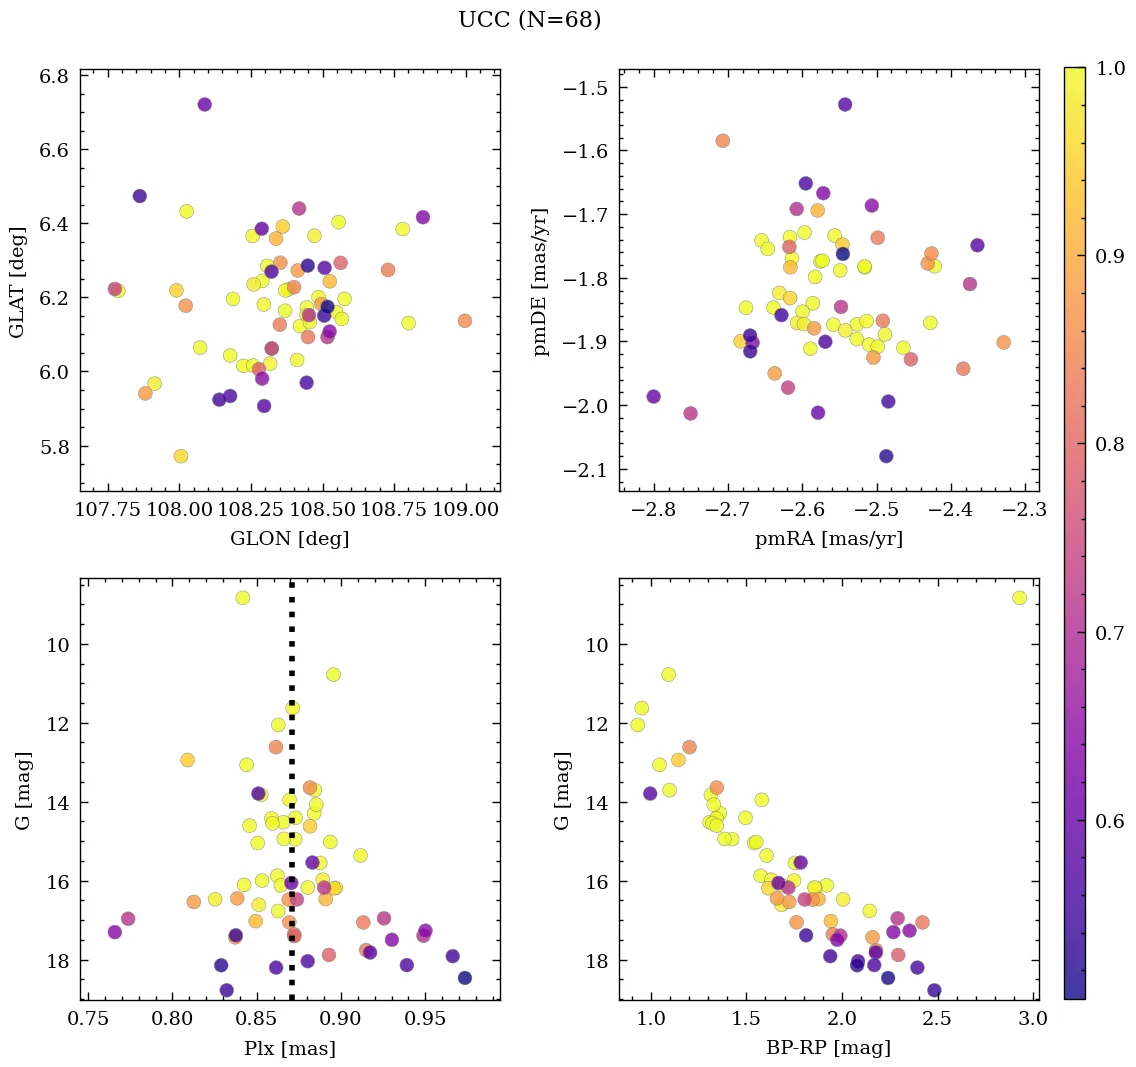 UCC (N=68)
6.8
6.6
6.4
6.2
6.0
5.8
GLAT [deg]
107.75 108.00 108.25 108.50 108.75 109.00
GLON [deg]
−1.5
−1.6
−1.7
−1.8
−1.9
−2.0
−2.1
pmDE [mas/yr]
−2.8 −2.7 −2.6 −2.5 −2.4 −2.3
pmRA [mas/yr]
10
12
14
16
18
G [mag]
0.75 0.80 0.85 0.90 0.95
Plx [mas]
10
12
14
16
18
G [mag]
1.0 1.5 2.0 2.5 3.0
BP-RP [mag]
1.0
0.9
0.8
0.7
0.6